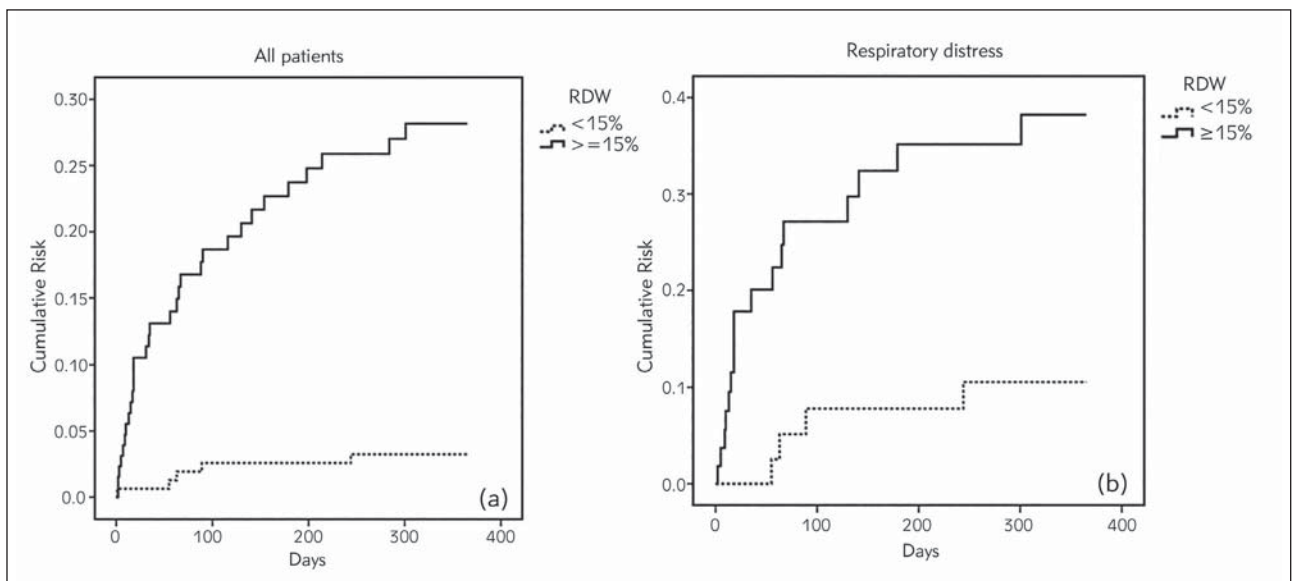 All patients
RDW
<15%
>=15%
0.30
0.25
0.20
0.15
0.10
0.05
0.0
Cumulative Risk
0
100
200
300
400
Days
(a)
Respiratory distress
RDW
<15%
≥15%
0.4
0.3
0.2
0.1
0.0
Cumulative Risk
0
100
200
300
400
Days
(b)